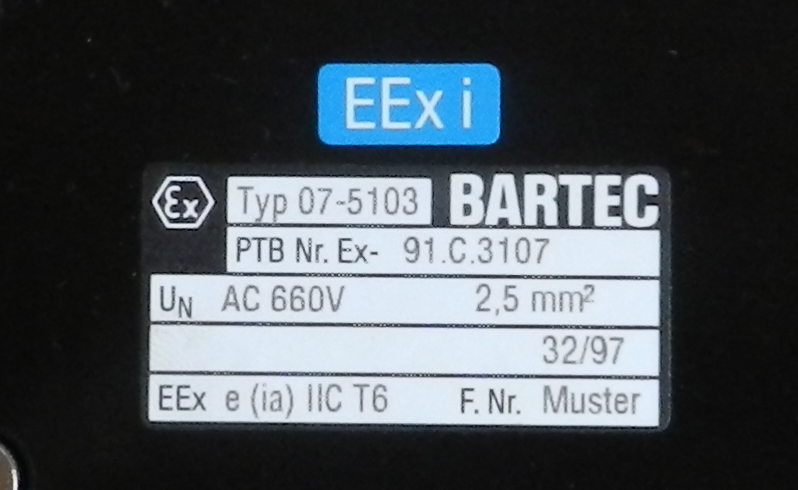 EEx i
Ex Typ 07-5103 BARTEC
PTB Nr. Ex- 91.C.3107
UN AC 660V 2,5 mm²
32/97
EEx e (ia) IIC T6 F. Nr. Muster